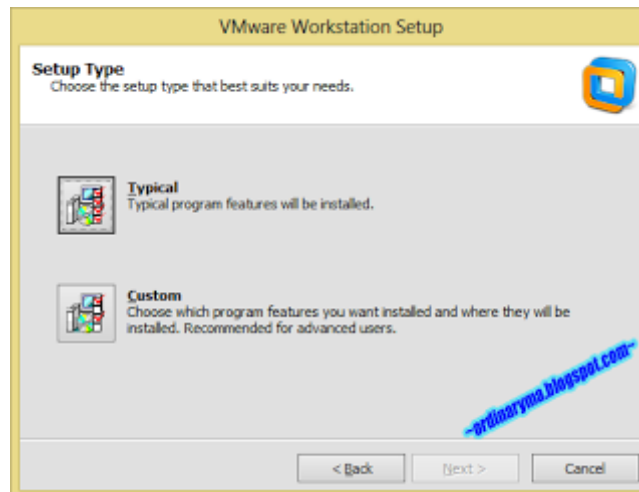 VMware Workstation Setup
Setup Type
Choose the setup type that best suits your needs.
Typical
Typical program features will be installed.
Custom
Choose which program features you want installed and where they will be
installed. Recommended for advanced users.
~ordinaryma.blogspot.com~
< Back Next > Cancel